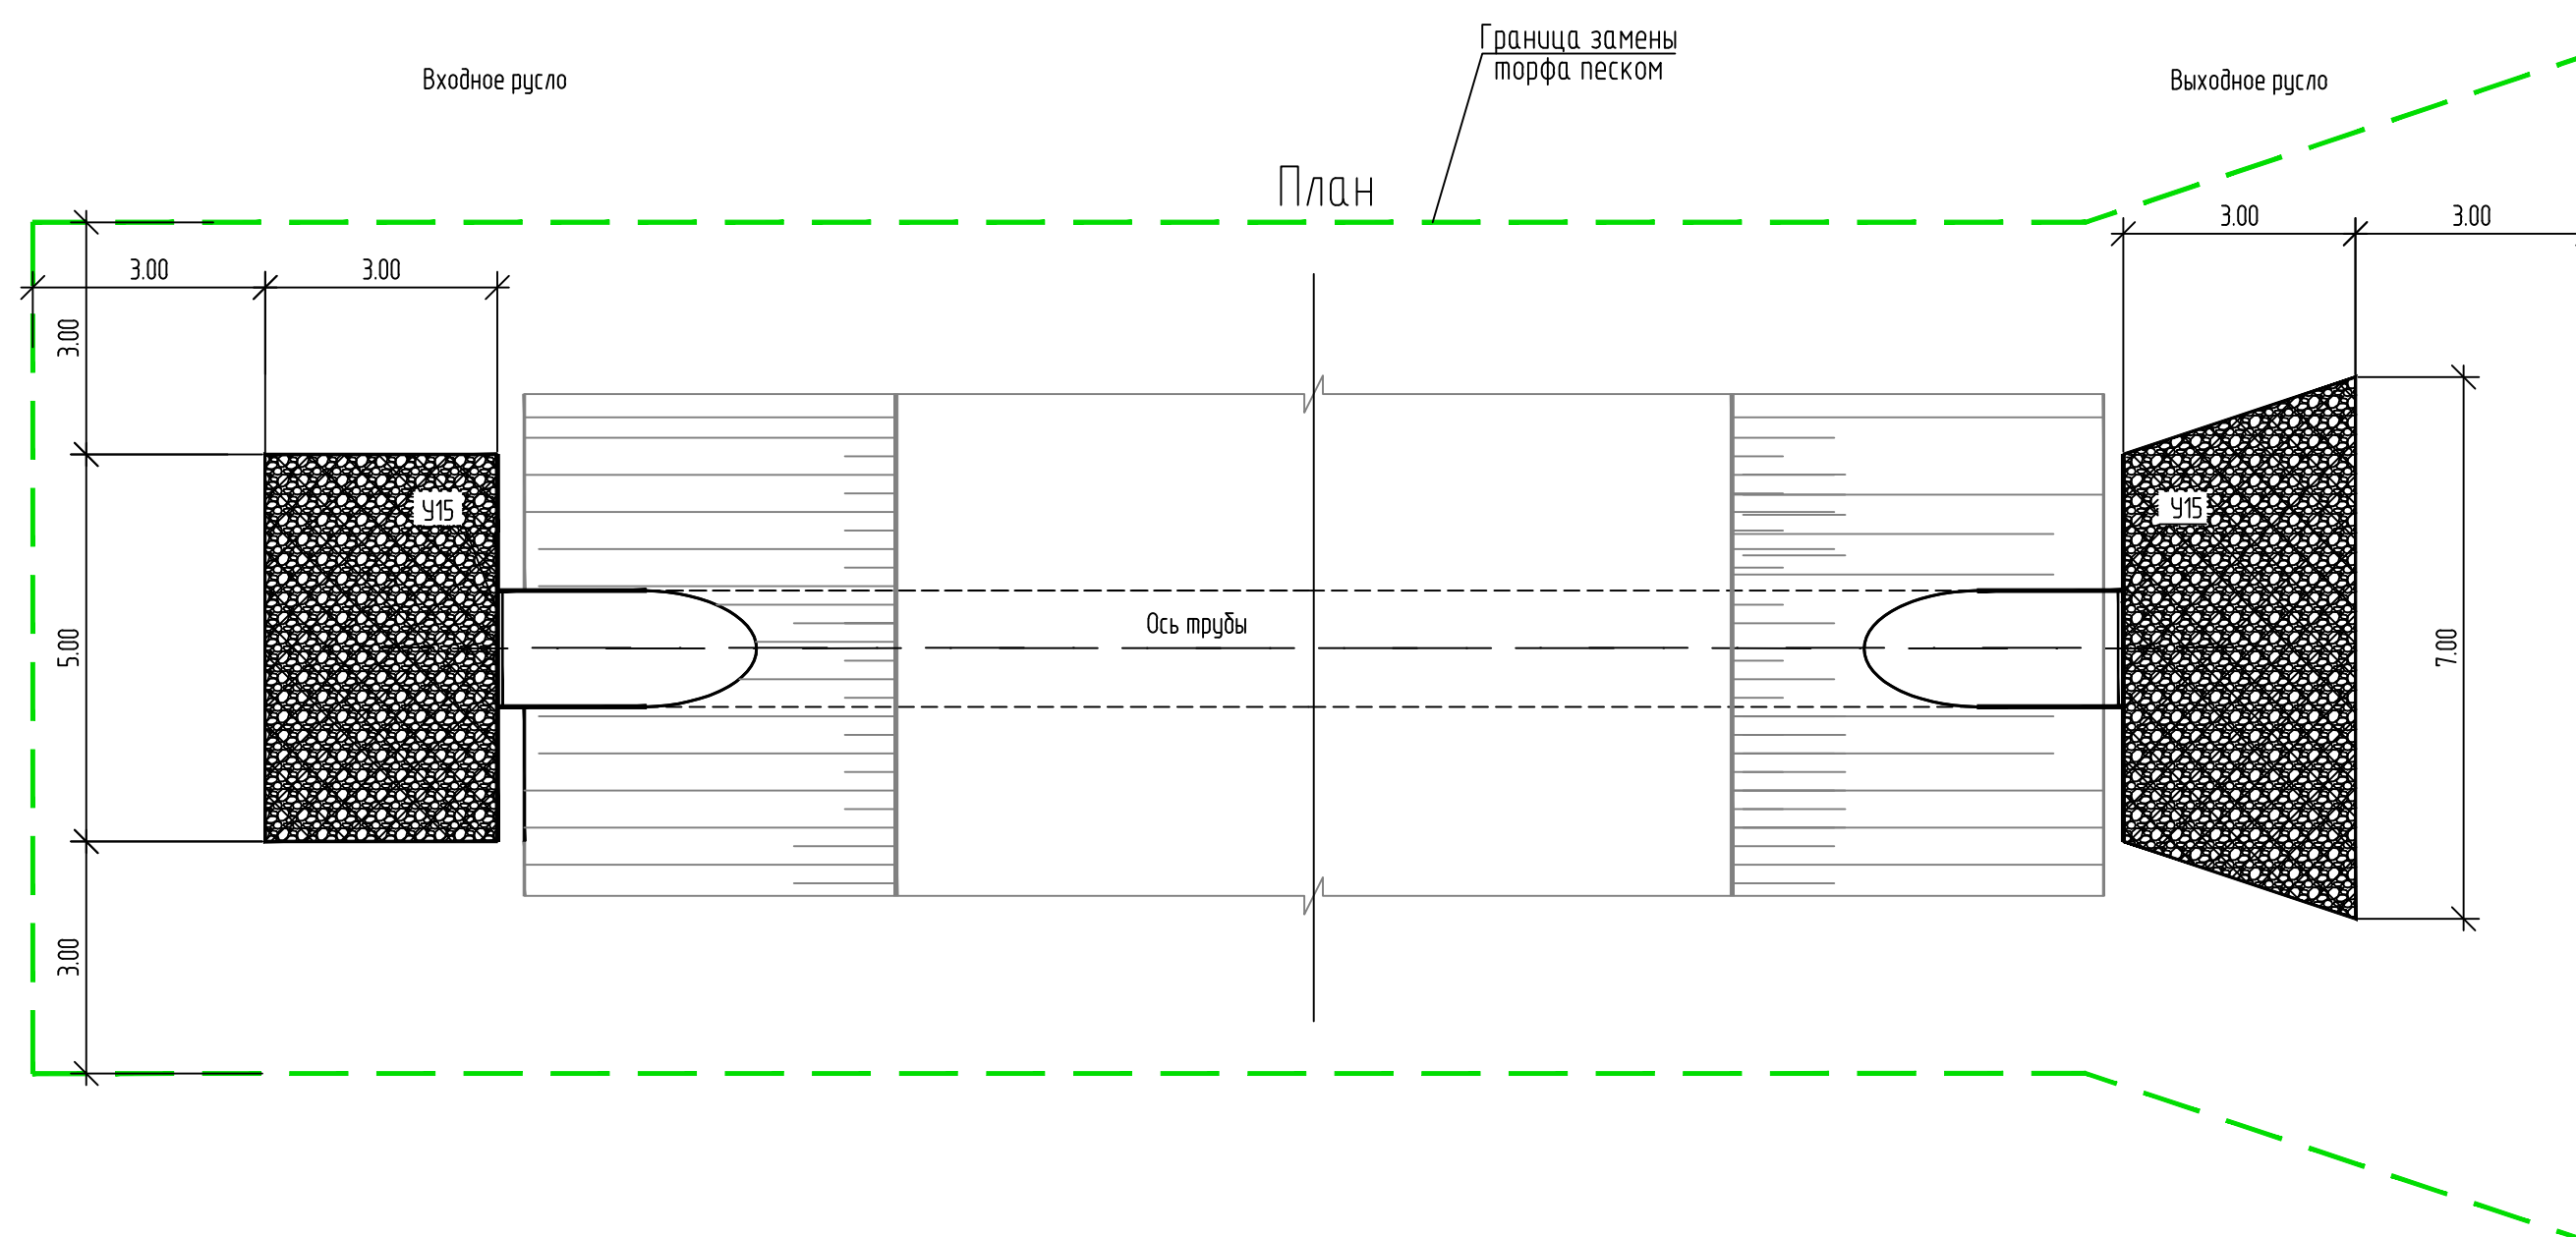 Граница замены
торфа песком
Входное русло
Выходное русло
План
3.00
3.00
3.00
3.00
3.00
У15
У15
Ось трубы
5.00
7.00
3.00